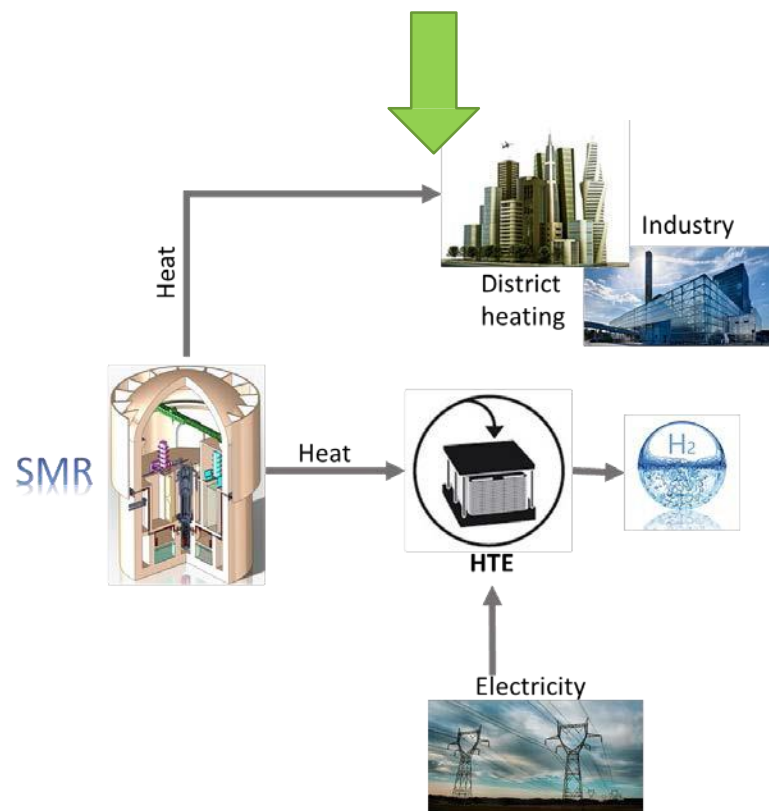 Industry
Heat
District
heating
SMR
Heat
H₂
HTE
Electricity